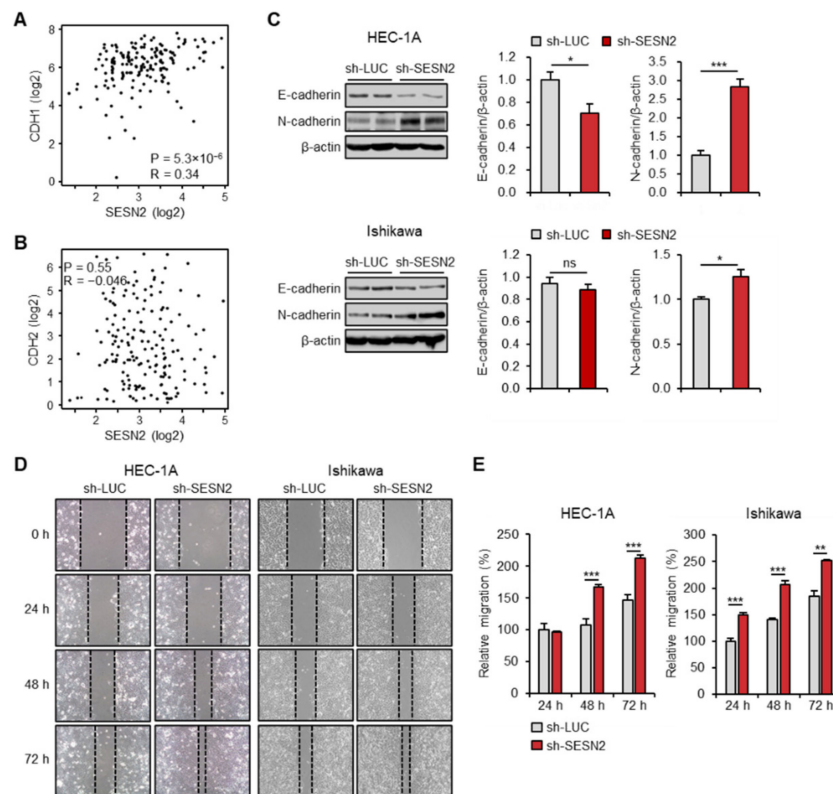 A
CDH1 (log2)
8
6
4
2
0
P = 5.3×10⁻⁶
R = 0.34
2 3 4 5
SESN2 (log2)
B
CDH2 (log2)
6
5
4
3
2
1
0
P = 0.55
R = −0.046
2 3 4 5
SESN2 (log2)
C
HEC-1A
sh-LUC sh-SESN2
E-cadherin
N-cadherin
β-actin
sh-LUC sh-SESN2
E-cadherin/β-actin
1.2
1.0
0.8
0.6
0.4
0.2
0.0
*
N-cadherin/β-actin
3.5
3.0
2.5
2.0
1.5
1.0
0.5
0.0
***
Ishikawa
sh-LUC sh-SESN2
E-cadherin
N-cadherin
β-actin
sh-LUC sh-SESN2
E-cadherin/β-actin
1.2
1.0
0.8
0.6
0.4
0.2
0.0
ns
N-cadherin/β-actin
1.5
1.0
0.5
0
*
D
HEC-1A Ishikawa
sh-LUC sh-SESN2 sh-LUC sh-SESN2
0 h
24 h
48 h
72 h
E
HEC-1A
Relative migration (%)
250
200
150
100
50
0
***
***
24 h 48 h 72 h
sh-LUC
sh-SESN2
Ishikawa
Relative migration (%)
300
250
200
150
100
50
0
***
***
**
24 h 48 h 72 h